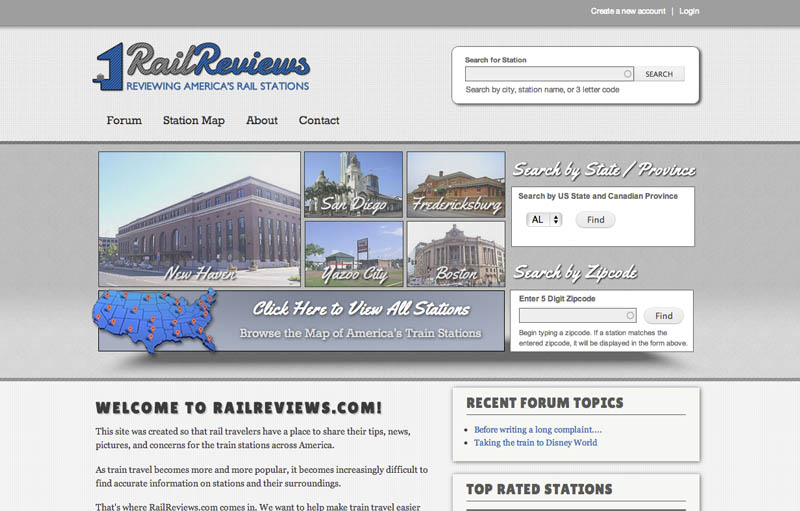 Create a new account | Login
RailReviews
REVIEWING AMERICA'S RAIL STATIONS
Search for Station
SEARCH
Search by city, station name, or 3 letter code
Forum Station Map About Contact
New Haven
San Diego
Fredericksburg
Yazoo City
Boston
Click Here to View All Stations
Browse the Map of America's Train Stations
Search by State / Province
Search by US State and Canadian Province
AL Find
Search by Zipcode
Enter 5 Digit Zipcode
Find
Begin typing a zipcode. If a station matches the
entered zipcode, it will be displayed in the form above.
WELCOME TO RAILREVIEWS.COM!
This site was created so that rail travelers have a place to share their tips, news,
pictures, and concerns for the train stations across America.
As train travel becomes more and more popular, it becomes increasingly difficult to
find accurate information on stations and their surroundings.
That's where RailReviews.com comes in. We want to help make train travel easier
RECENT FORUM TOPICS
Before writing a long complaint....
Taking the train to Disney World
TOP RATED STATIONS